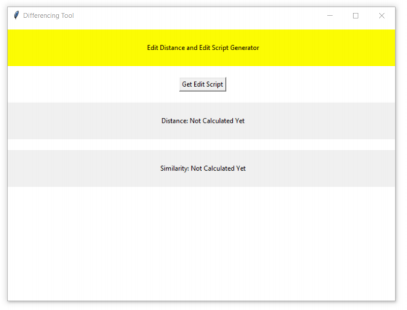 Differencing Tool
Edit Distance and Edit Script Generator
Get Edit Script
Distance: Not Calculated Yet
Similarity: Not Calculated Yet